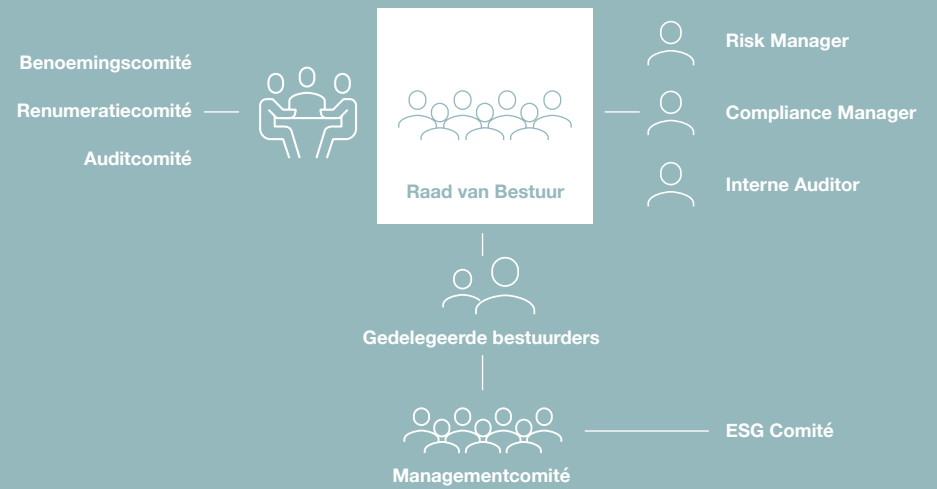 Benoemingscomité
Renumeratiecomité
Auditcomité
Raad van Bestuur
Risk Manager
Compliance Manager
Interne Auditor
Gedelegeerde bestuurders
Managementcomité
ESG Comité